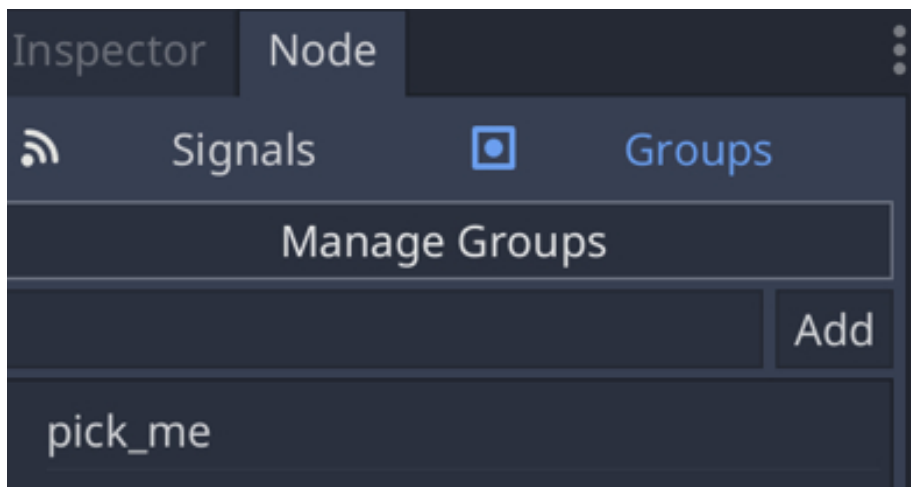 Inspector Node
Signals Groups
Manage Groups
Add
pick_me